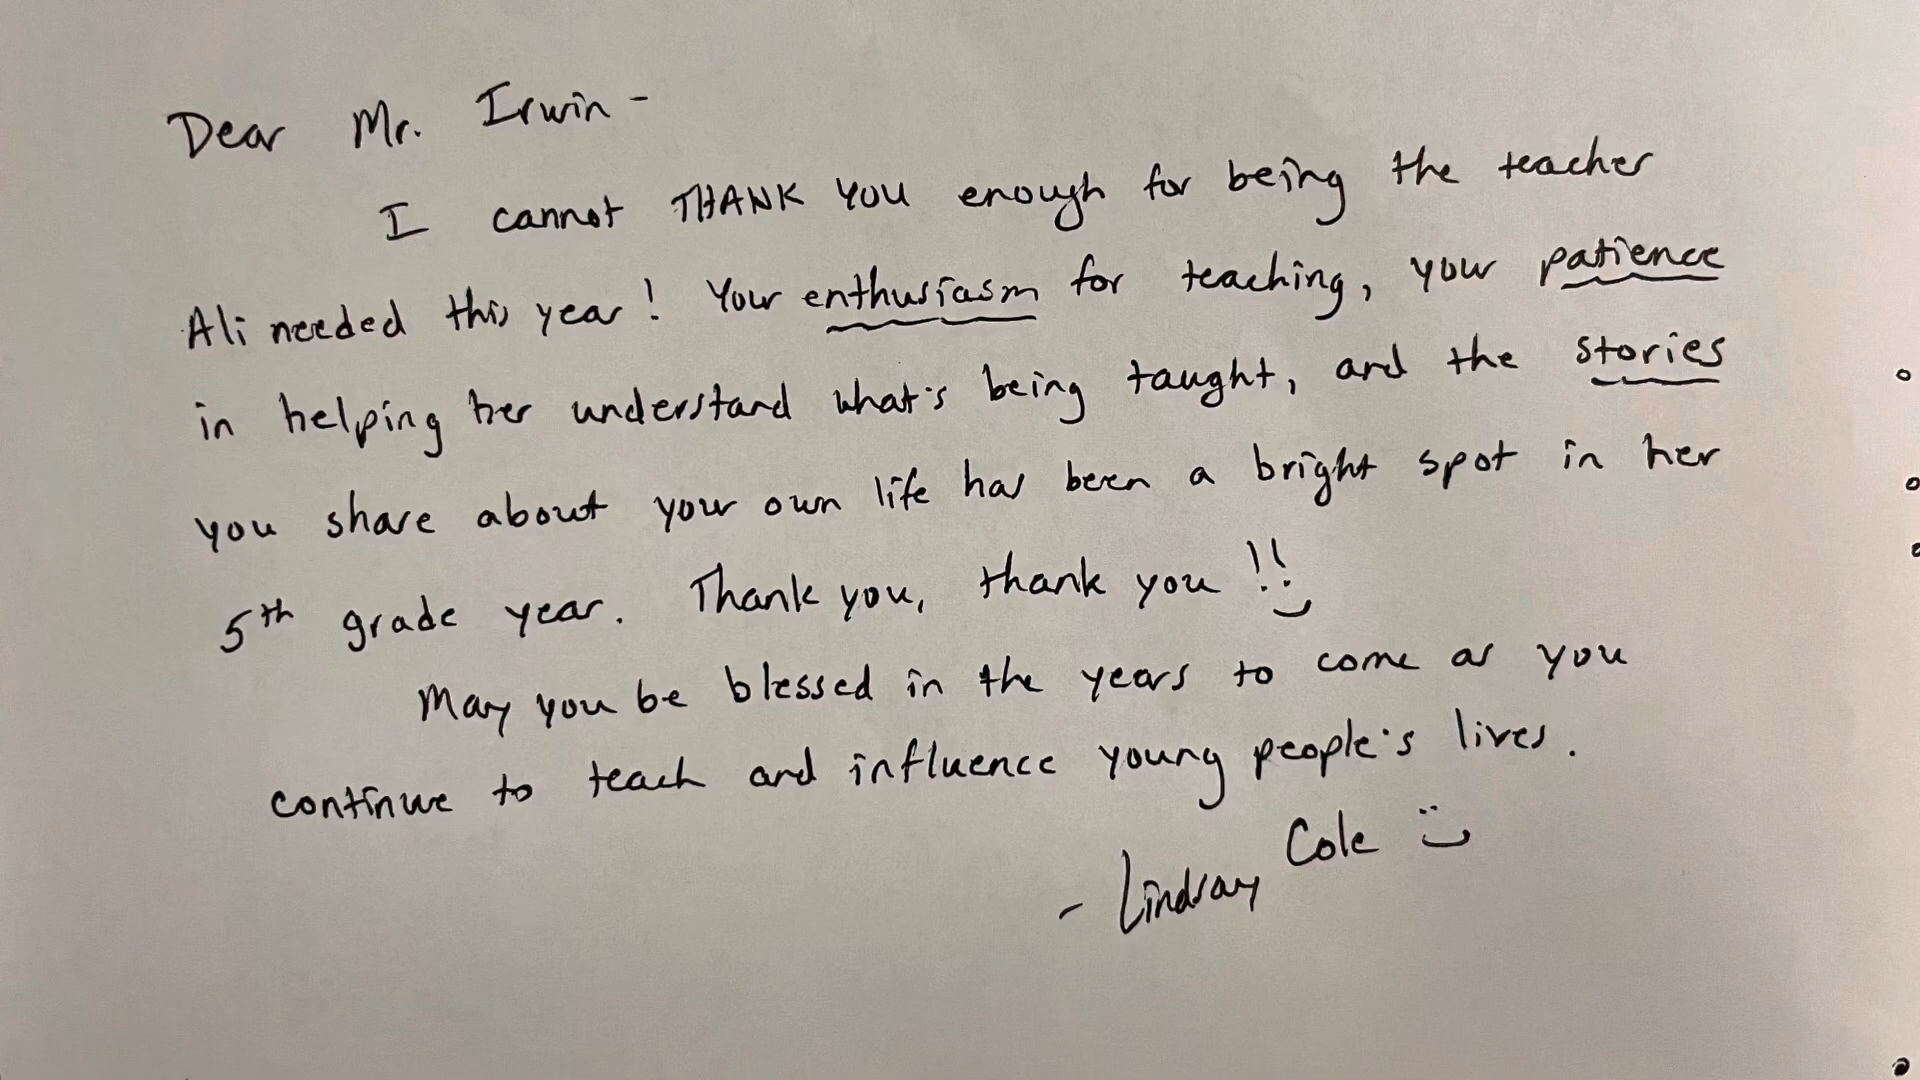 Dear Mr. Irwin -
I cannot THANK YOU enough for being the teacher
Ali needed this year! Your enthusiasm for teaching, your patience
in helping her understand what's being taught, and the stories
you share about your own life has been a bright spot in her
5th grade year. Thank you, thank you!!
May you be blessed in the years to come as you
continue to teach and influence young people's lives.
- Lindsay Cole :)